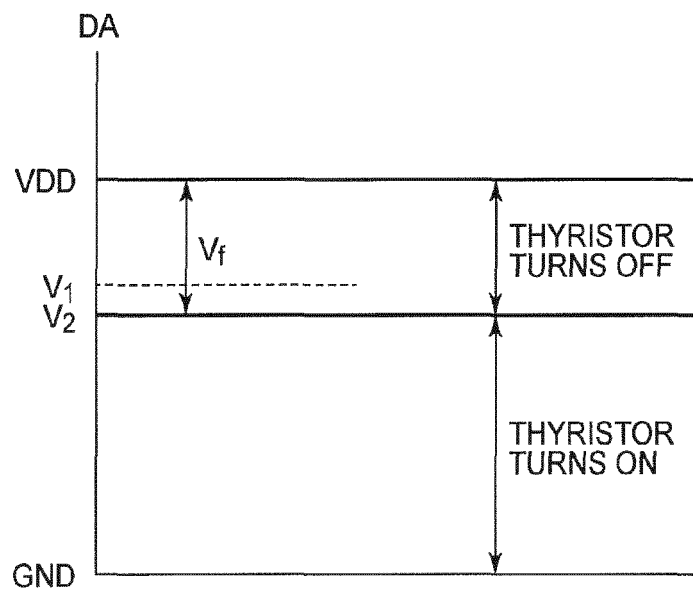 DA
VDD
Vf
THYRISTOR
TURNS OFF
V1
V2
THYRISTOR
TURNS ON
GND